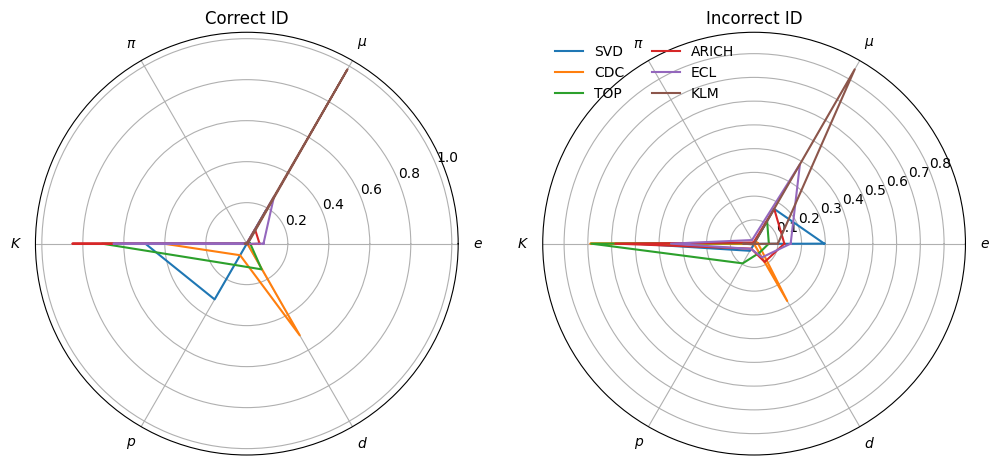 Correct ID
π
μ
1.0
0.8
0.6
0.4
0.2
K
e
p
d
Incorrect ID
π
μ
SVD
CDC
TOP
ARICH
ECL
KLM
0.8
0.7
0.6
0.5
0.4
0.3
0.2
0.1
K
e
p
d